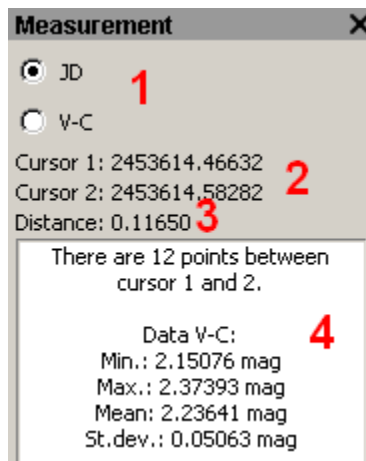 Measurement X
JD
1
V-C
Cursor 1: 2453614.46632
Cursor 2: 2453614.58282
2
Distance: 0.11650
3
There are 12 points between
cursor 1 and 2.
Data V-C:
4
Min.: 2.15076 mag
Max.: 2.37393 mag
Mean: 2.23641 mag
St.dev.: 0.05063 mag